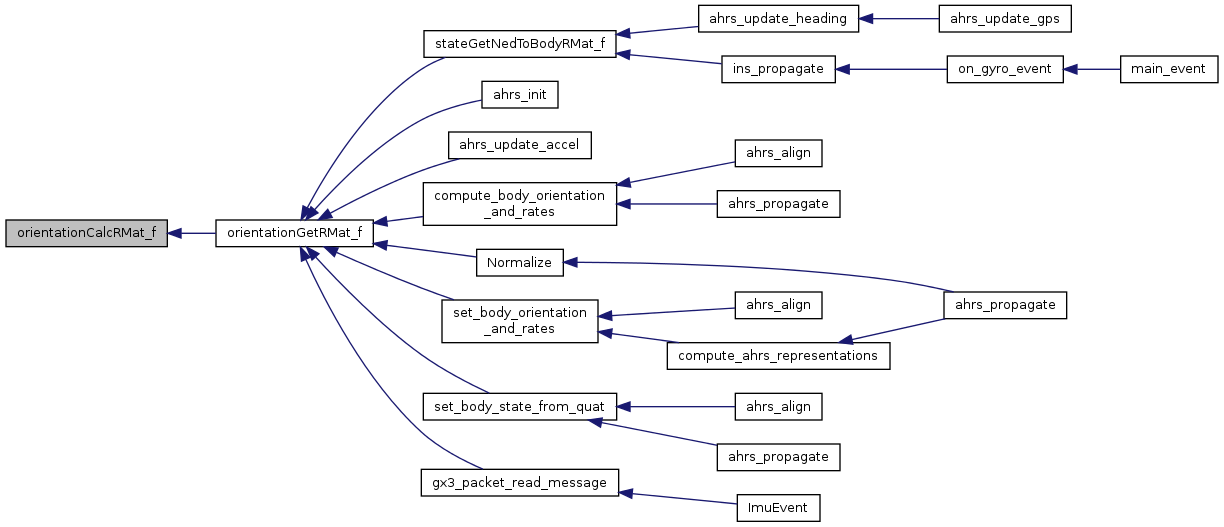 ahrs_update_heading
ahrs_update_gps
stateGetNedToBodyRMat_f
ins_propagate
on_gyro_event
main_event
ahrs_init
ahrs_update_accel
ahrs_align
compute_body_orientation
_and_rates
ahrs_propagate
orientationCalcRMat_f
orientationGetRMat_f
Normalize
ahrs_propagate
set_body_orientation
_and_rates
ahrs_align
compute_ahrs_representations
set_body_state_from_quat
ahrs_align
ahrs_propagate
gx3_packet_read_message
ImuEvent